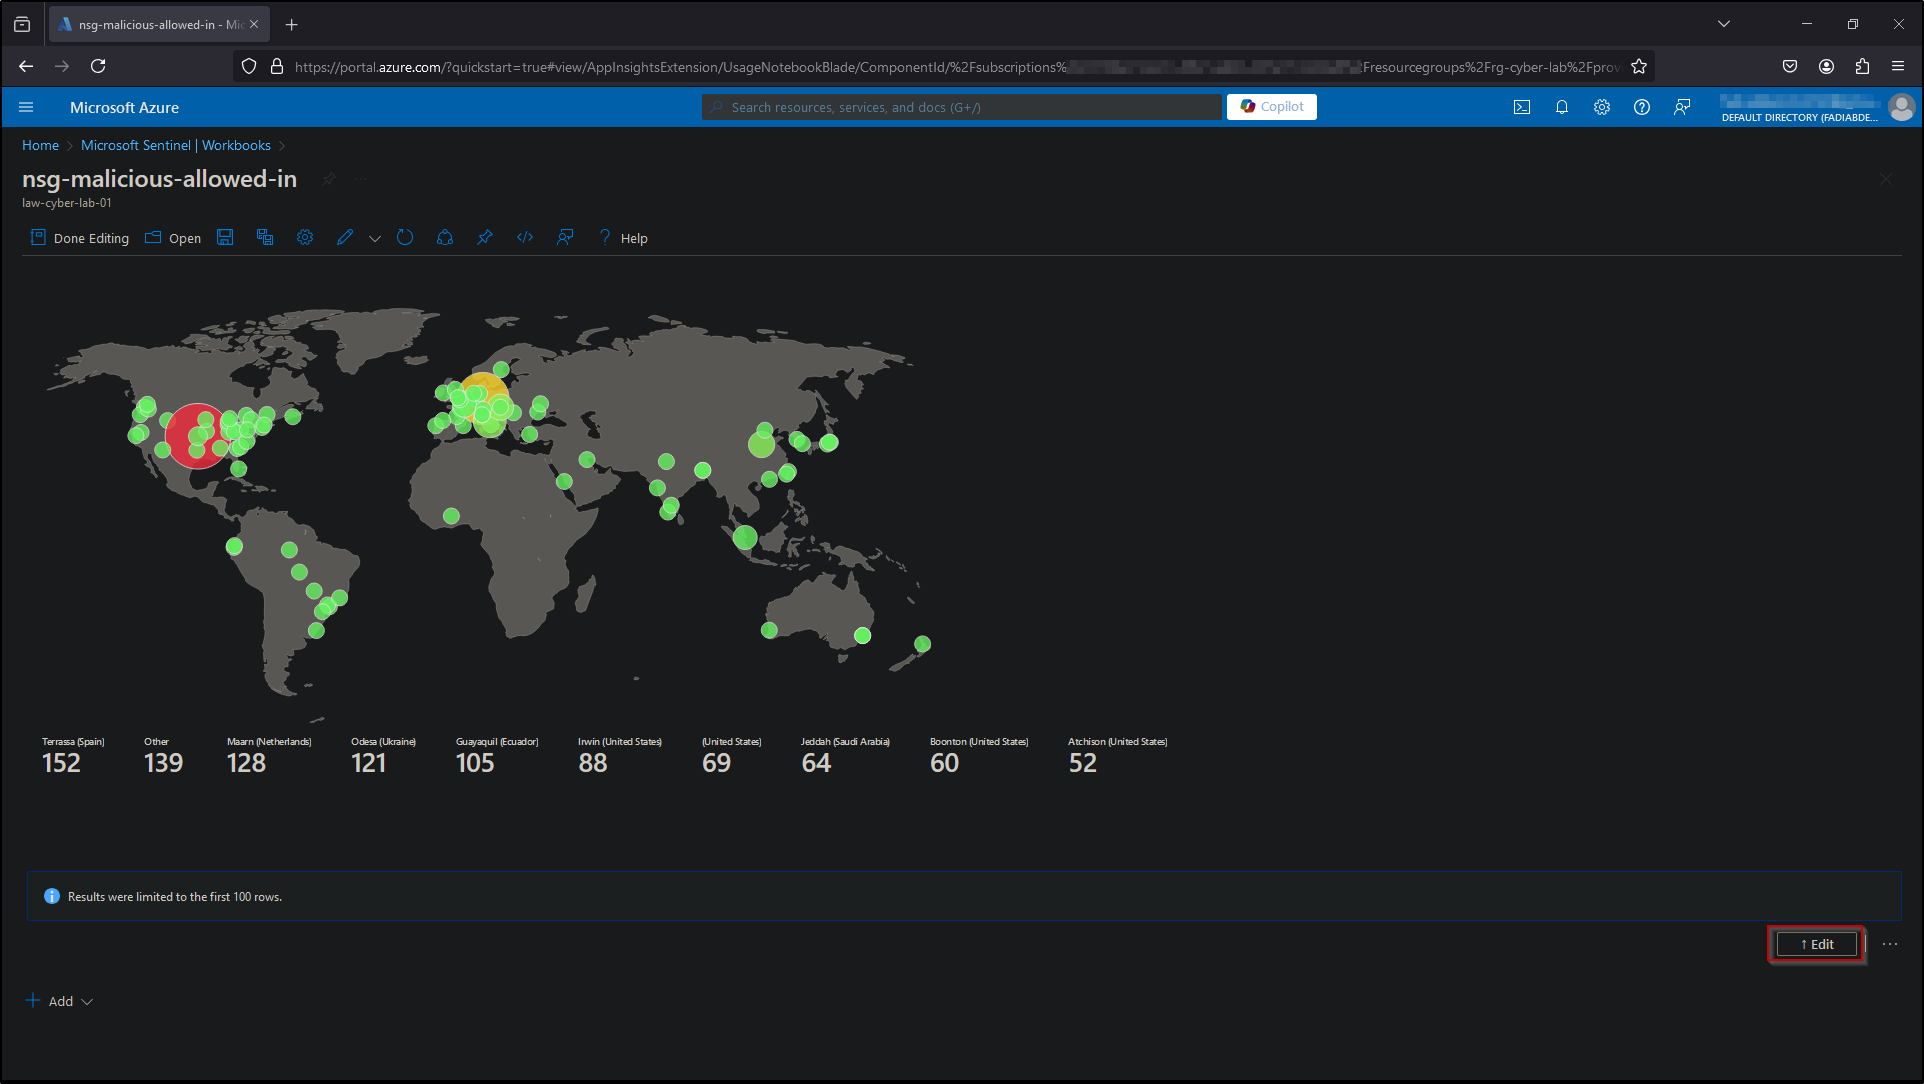 nsg-malicious-allowed-in - Mic
https://portal.azure.com/?quickstart=true#view/AppInsightsExtension/UsageNotebookBlade/ComponentId/%2Fsubscriptions% Fresourcegroups%2Frg-cyber-lab%2Fprov
Microsoft Azure
Search resources, services, and docs (G+/)
Copilot
DEFAULT DIRECTORY (FADIABDE...
Home > Microsoft Sentinel | Workbooks >
nsg-malicious-allowed-in
law-cyber-lab-01
Done Editing
Open
Help
Terrassa (Spain) Other Maarn (Netherlands) Odesa (Ukraine) Guayaquil (Ecuador) Irwin (United States) (United States) Jeddah (Saudi Arabia) Boonton (United States) Atchison (United States)
152 139 128 121 105 88 69 64 60 52
Results were limited to the first 100 rows.
↑ Edit
Add